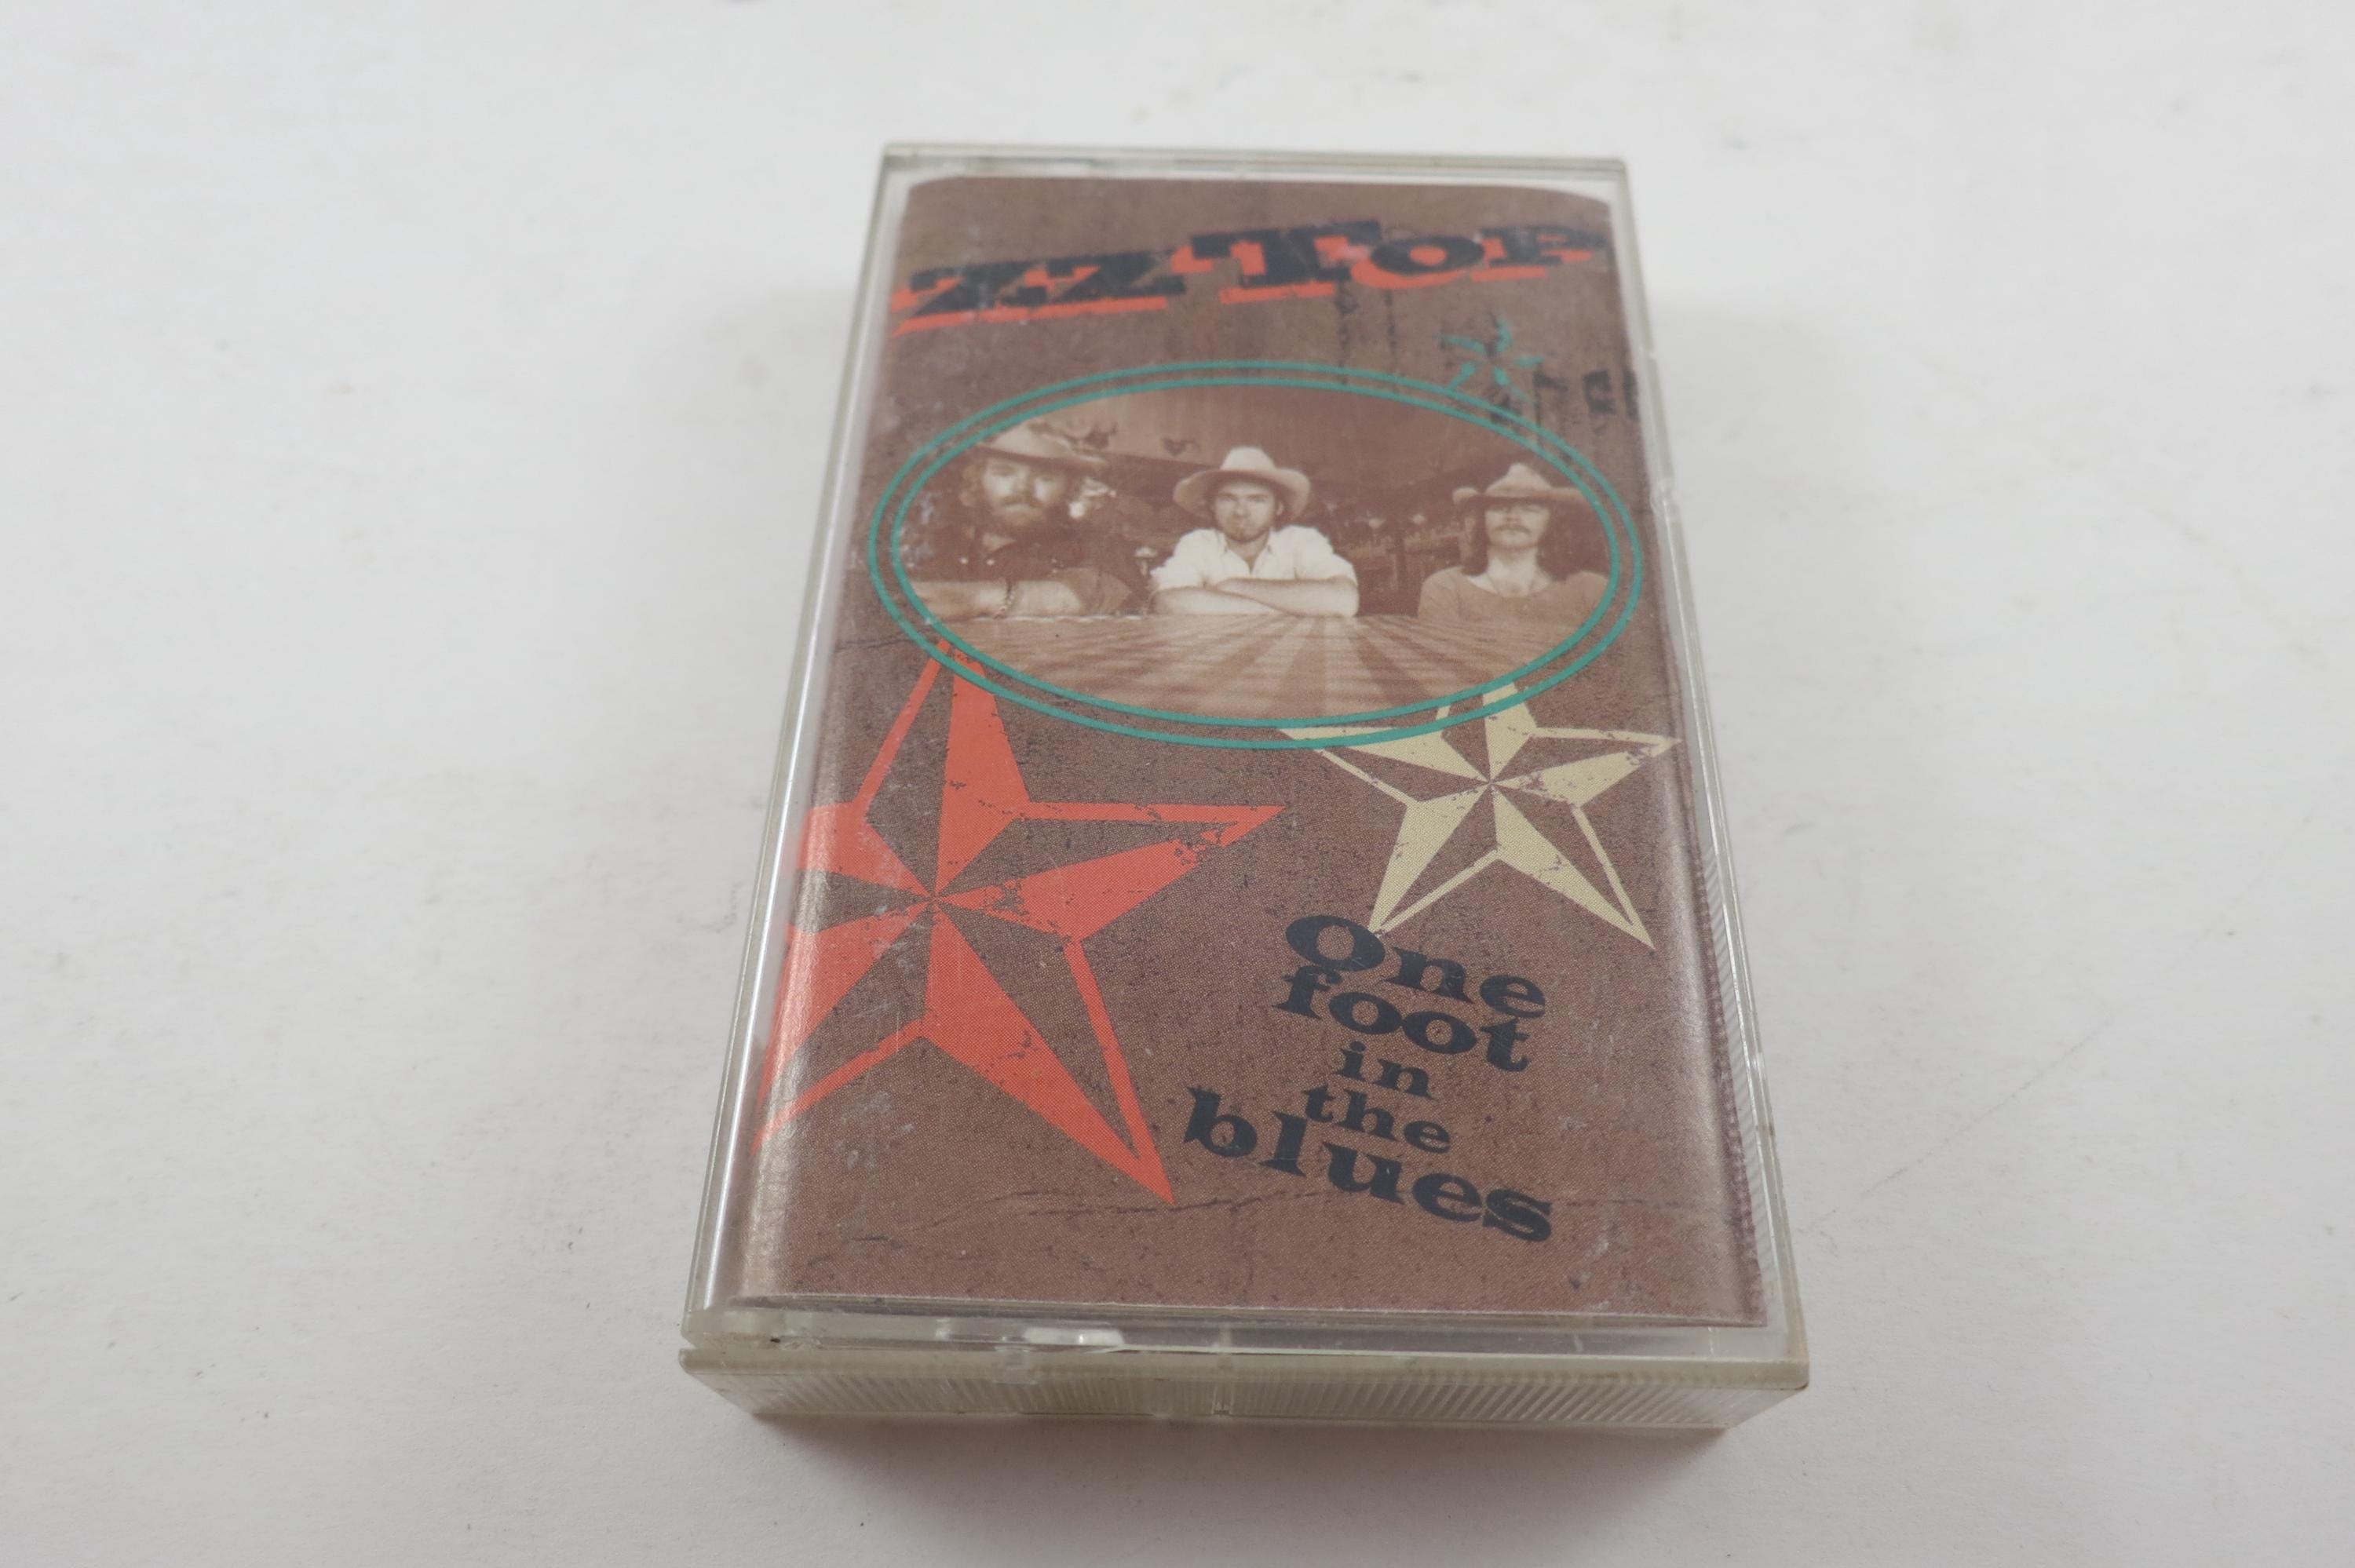 ZZ Top
One
foot
in
the
blues